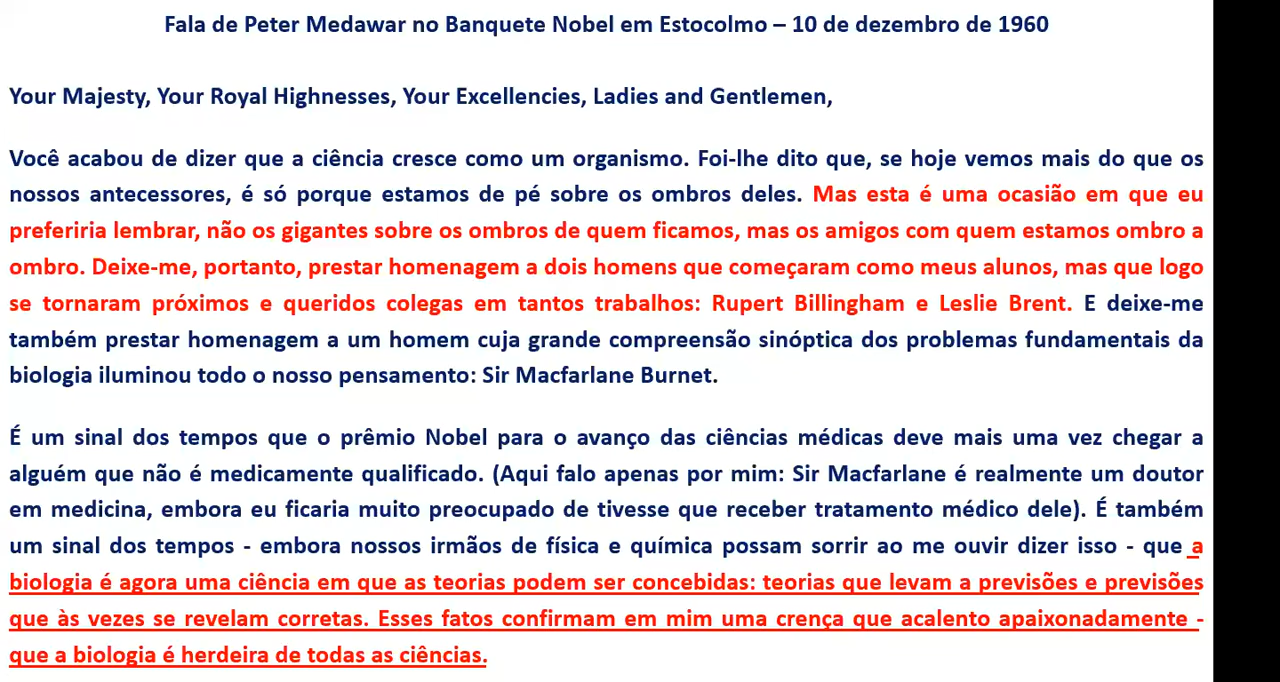 Fala de Peter Medawar no Banquete Nobel em Estocolmo – 10 de dezembro de 1960
Your Majesty, Your Royal Highnesses, Your Excellencies, Ladies and Gentlemen,
Você acabou de dizer que a ciência cresce como um organismo. Foi-lhe dito que, se hoje vemos mais do que os
nossos antecessores, é só porque estamos de pé sobre os ombros deles. Mas esta é uma ocasião em que eu
preferiria lembrar, não os gigantes sobre os ombros de quem ficamos, mas os amigos com quem estamos ombro a
ombro. Deixe-me, portanto, prestar homenagem a dois homens que começaram como meus alunos, mas que logo
se tornaram próximos e queridos colegas em tantos trabalhos: Rupert Billingham e Leslie Brent. E deixe-me
também prestar homenagem a um homem cuja grande compreensão sinóptica dos problemas fundamentais da
biologia iluminou todo o nosso pensamento: Sir Macfarlane Burnet.
É um sinal dos tempos que o prêmio Nobel para o avanço das ciências médicas deve mais uma vez chegar a
alguém que não é medicamente qualificado. (Aqui falo apenas por mim: Sir Macfarlane é realmente um doutor
em medicina, embora eu ficaria muito preocupado de tivesse que receber tratamento médico dele). É também
um sinal dos tempos - embora nossos irmãos de física e química possam sorrir ao me ouvir dizer isso - que a
biologia é agora uma ciência em que as teorias podem ser concebidas: teorias que levam a previsões e previsões
que às vezes se revelam corretas. Esses fatos confirmam em mim uma crença que acalento apaixonadamente -
que a biologia é herdeira de todas as ciências.